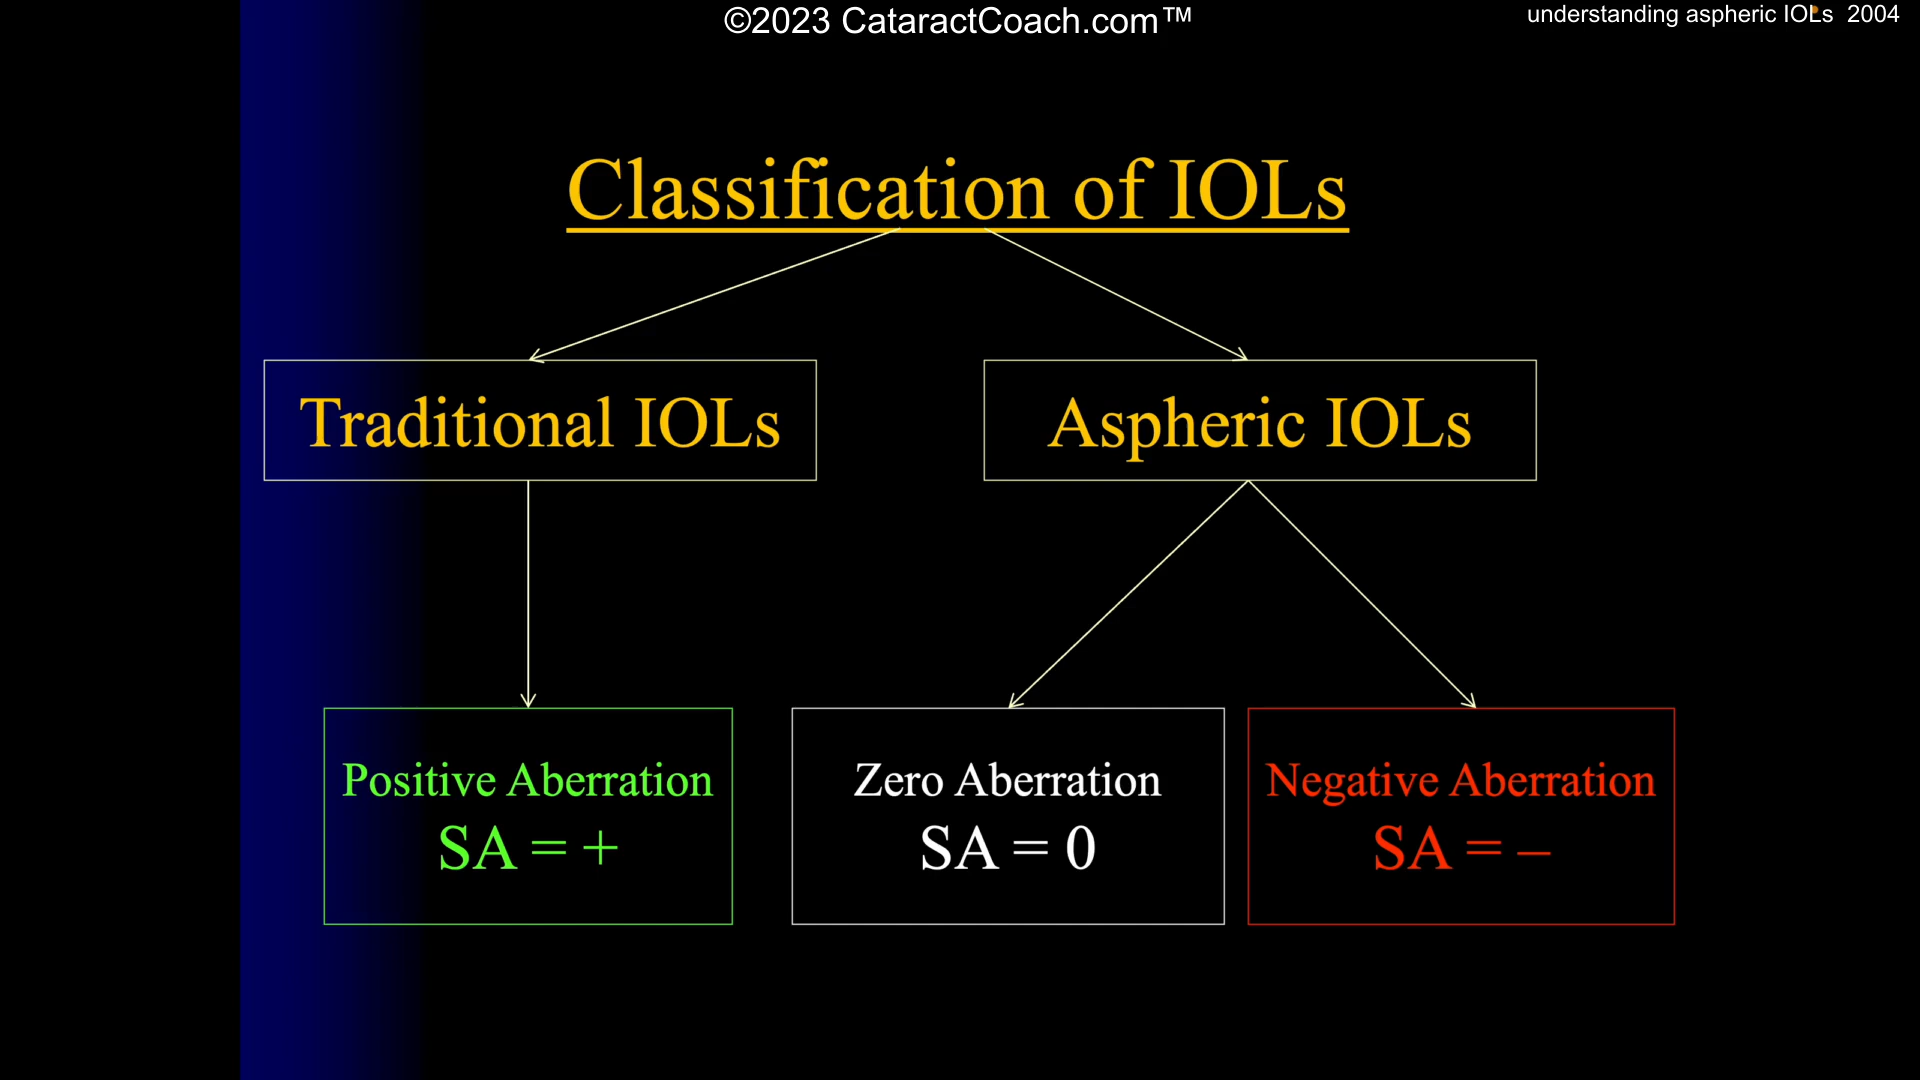 ©2023 CataractCoach.com™
understanding aspheric IOLs 2004
Classification of IOLs
Traditional IOLs
Aspheric IOLs
Positive Aberration
SA = +
Zero Aberration
SA = 0
Negative Aberration
SA = –